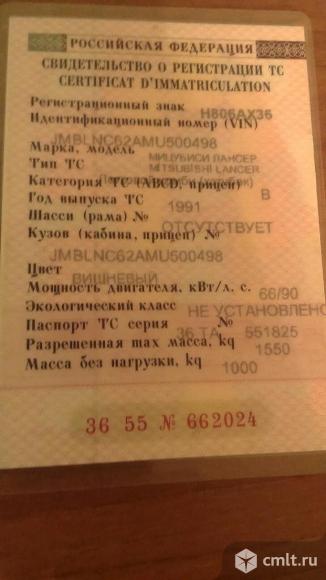 РОССИЙСКАЯ ФЕДЕРАЦИЯ
СВИДЕТЕЛЬСТВО О РЕГИСТРАЦИИ ТС
CERTIFICAT D'IMMATRICULATION
Регистрационный знак Н806АХ36
Идентификационный номер (VIN)
JMBLNC62AMU500498
Марка, модель МИЦУБИСИ ЛАНСЕР
Тип ТС MITSUBISHI LANCER
Категория ТС (ABCD, прицеп) B
Год выпуска ТС 1991
Шасси (рама) № ОТСУТСТВУЕТ
Кузов (кабина, прицеп) №
JMBLNC62AMU500498
Цвет ВИШНЕВЫЙ
Мощность двигателя, кВт/л. с. 66/90
Экологический класс НЕ УСТАНОВЛЕНО
Паспорт ТС серия 36 ТА № 551825
Разрешенная max масса, kg 1550
Масса без нагрузки, kg 1000
36 55 № 662024
cmlt.ru